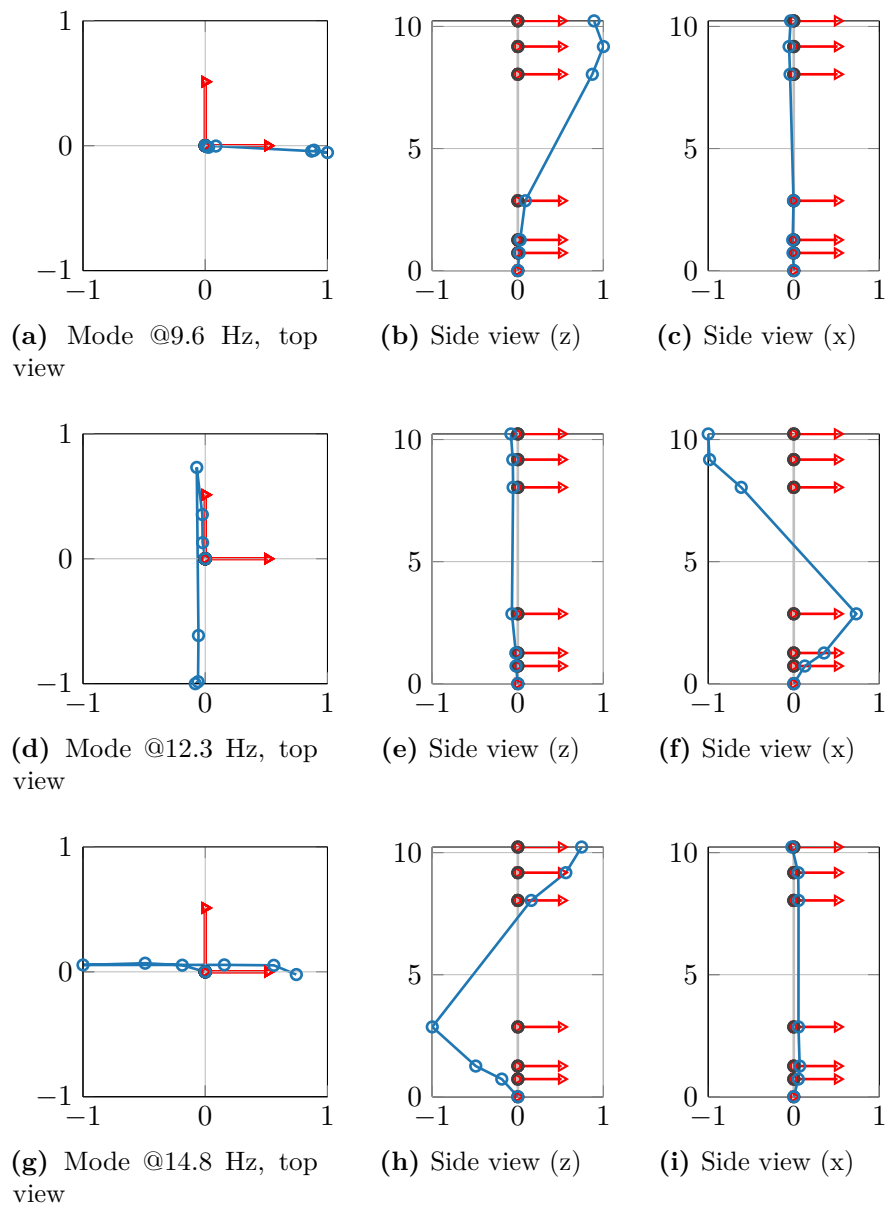 1
0
−1
−1 0 1
10
5
0
−1 0 1
10
5
0
−1 0 1
(a) Mode @9.6 Hz, top
view
(b) Side view (z)
(c) Side view (x)
1
0
−1
−1 0 1
10
5
0
−1 0 1
10
5
0
−1 0 1
(d) Mode @12.3 Hz, top
view
(e) Side view (z)
(f) Side view (x)
1
0
−1
−1 0 1
10
5
0
−1 0 1
10
5
0
−1 0 1
(g) Mode @14.8 Hz, top
view
(h) Side view (z)
(i) Side view (x)